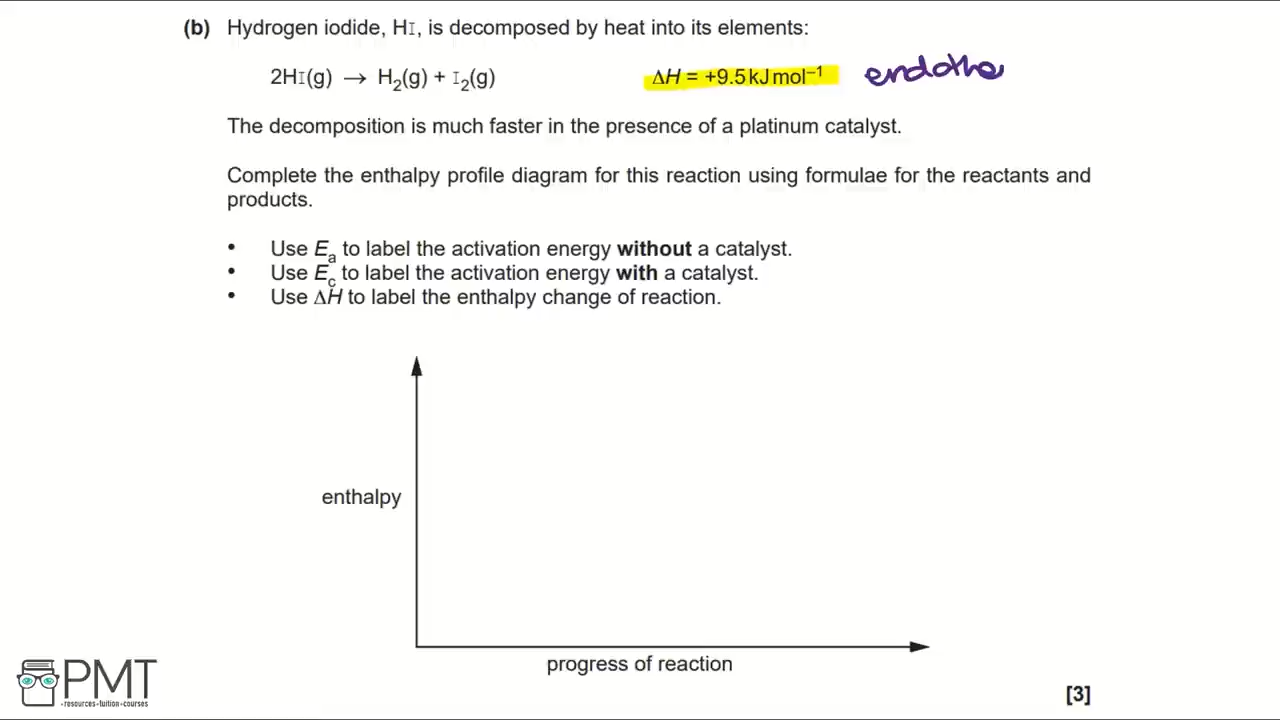 (b) Hydrogen iodide, HI, is decomposed by heat into its elements:
2HI(g) → H₂(g) + I₂(g) ΔH = +9.5 kJ mol⁻¹ endothe
The decomposition is much faster in the presence of a platinum catalyst.
Complete the enthalpy profile diagram for this reaction using formulae for the reactants and
products.
• Use Eₐ to label the activation energy without a catalyst.
• Use E꜀ to label the activation energy with a catalyst.
• Use ΔH to label the enthalpy change of reaction.
enthalpy
progress of reaction
[3]
PMT
•resources•tuition•courses